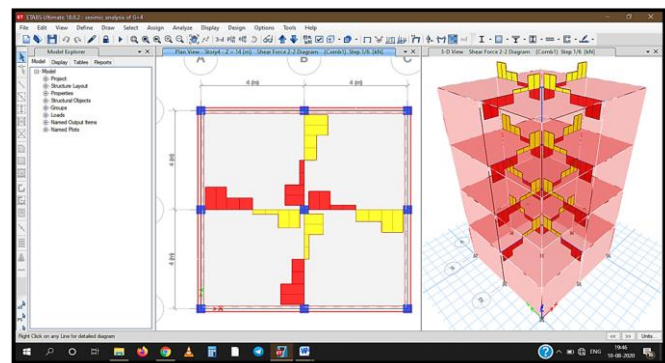 ETABS Ultimate 18.0.2 - seismic analysis of G+4
File Edit View Define Draw Select Assign Analyze Display Design Options Tools Help
Model Explorer
Model Display Tables Reports
Model
Project
Structure Layout
Properties
Structural Objects
Groups
Loads
Named Output Items
Named Plots
Plan View - Story4 - Z = 14 (m) Shear Force 2-2 Diagram (Comb1) Step 1/6 [kN]
A B C
4 (m) 4 (m)
4 (m)
4 (m)
X
3-D View Shear Force 2-2 Diagram (Comb1) Step 1/6 [kN]
Right Click on any Line for detailed diagram
Units...
ENG
19:46
18-08-2020